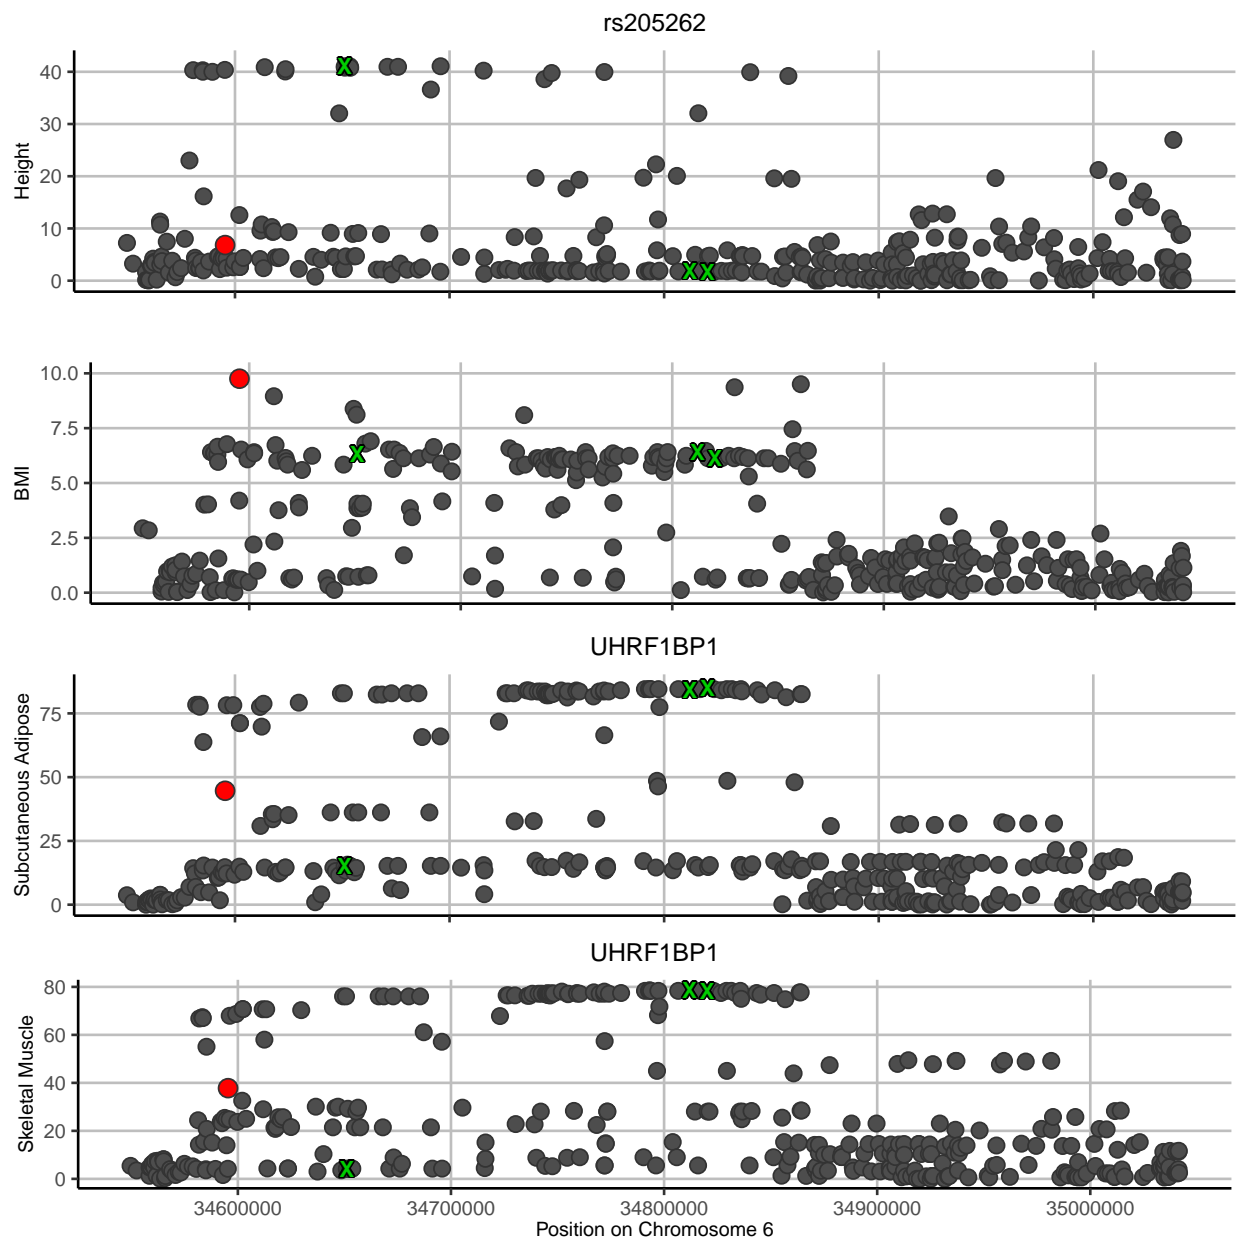 rs205262
40
30
20
10
0
Height
10.0
7.5
5.0
2.5
0.0
BMI
UHRF1BP1
75
50
25
0
Subcutaneous Adipose
UHRF1BP1
80
60
40
20
0
Skeletal Muscle
34600000 34700000 34800000 34900000 35000000
Position on Chromosome 6